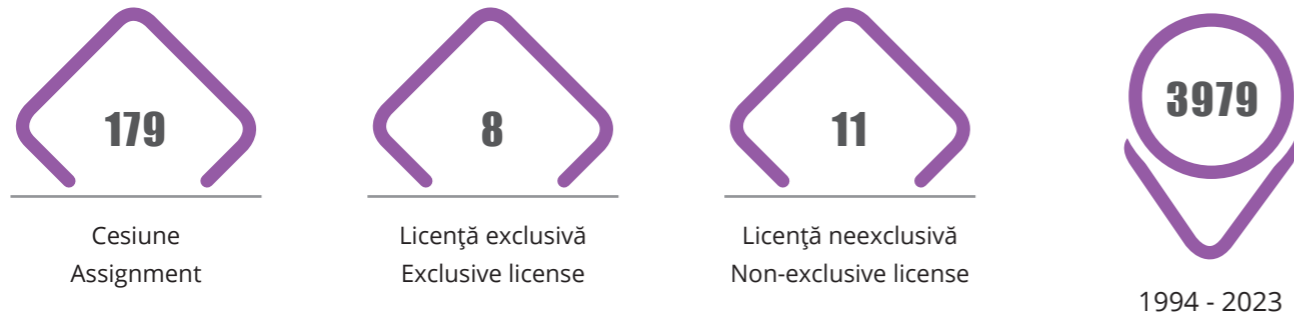 179
Cesiune
Assignment
8
Licenţă exclusivă
Exclusive license
11
Licenţă neexclusivă
Non-exclusive license
3979
1994 - 2023